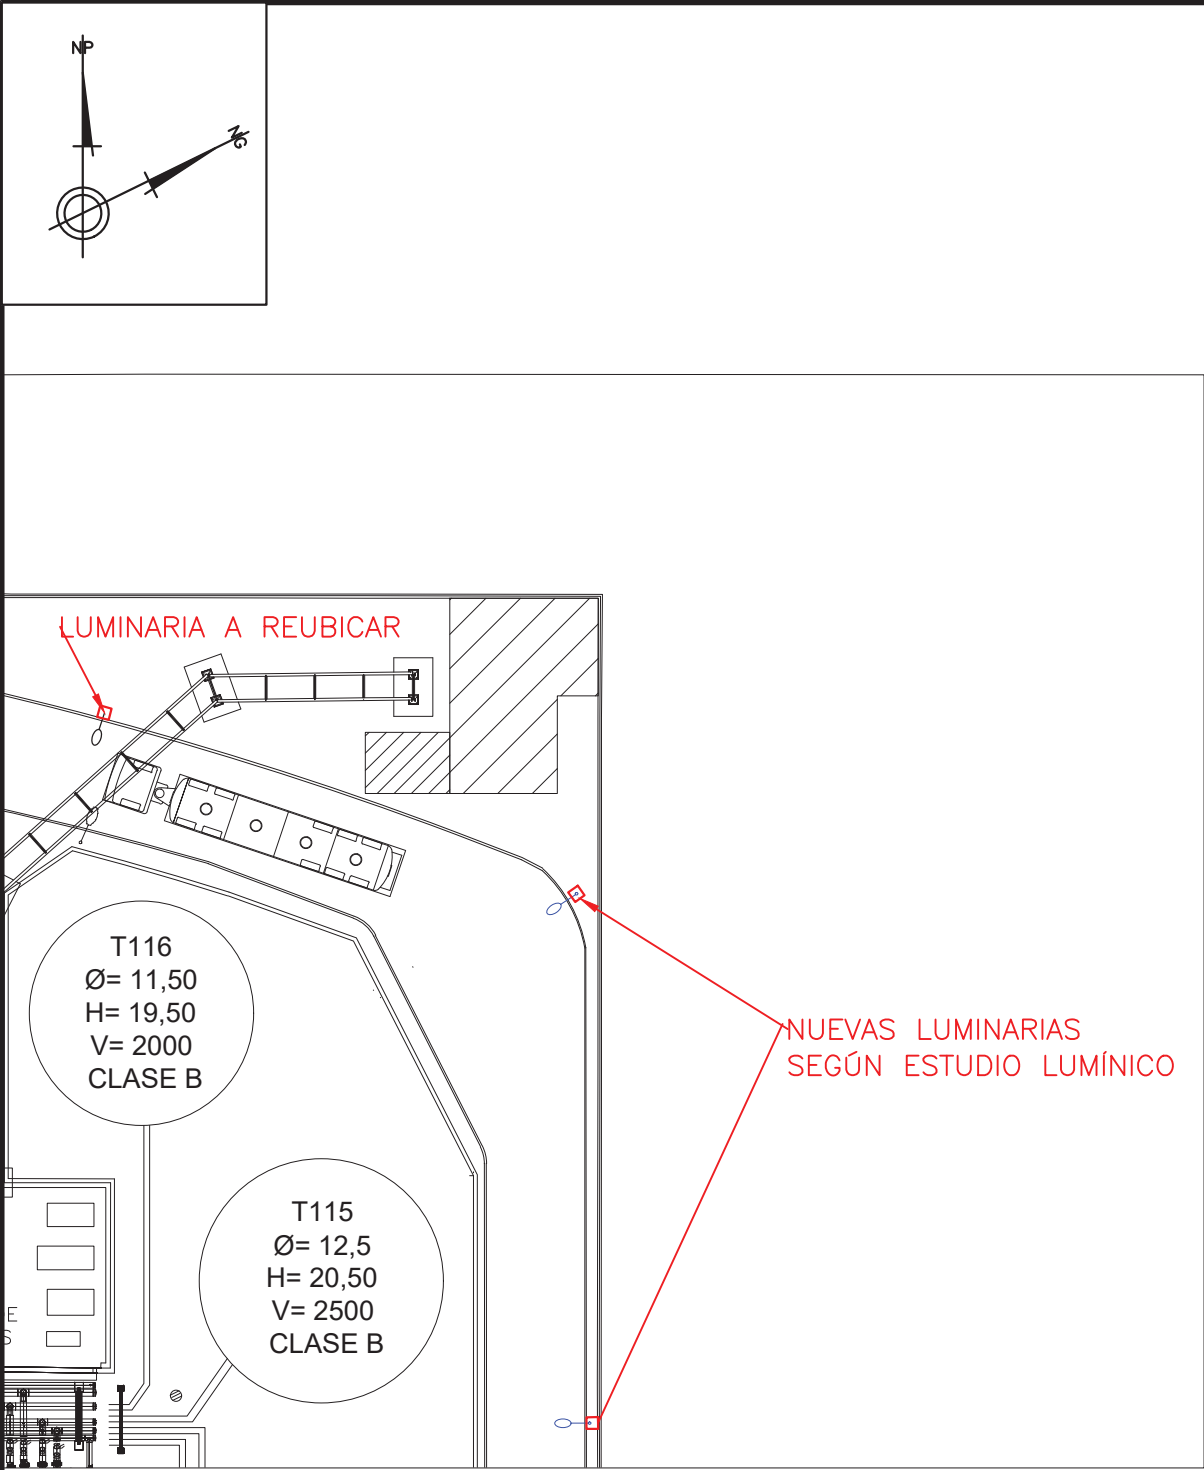 NP
NG
LUMINARIA A REUBICAR
T116
Ø= 11,50
H= 19,50
V= 2000
CLASE B
NUEVAS LUMINARIAS
SEGÚN ESTUDIO LUMÍNICO
T115
Ø= 12,5
H= 20,50
V= 2500
CLASE B
E
S